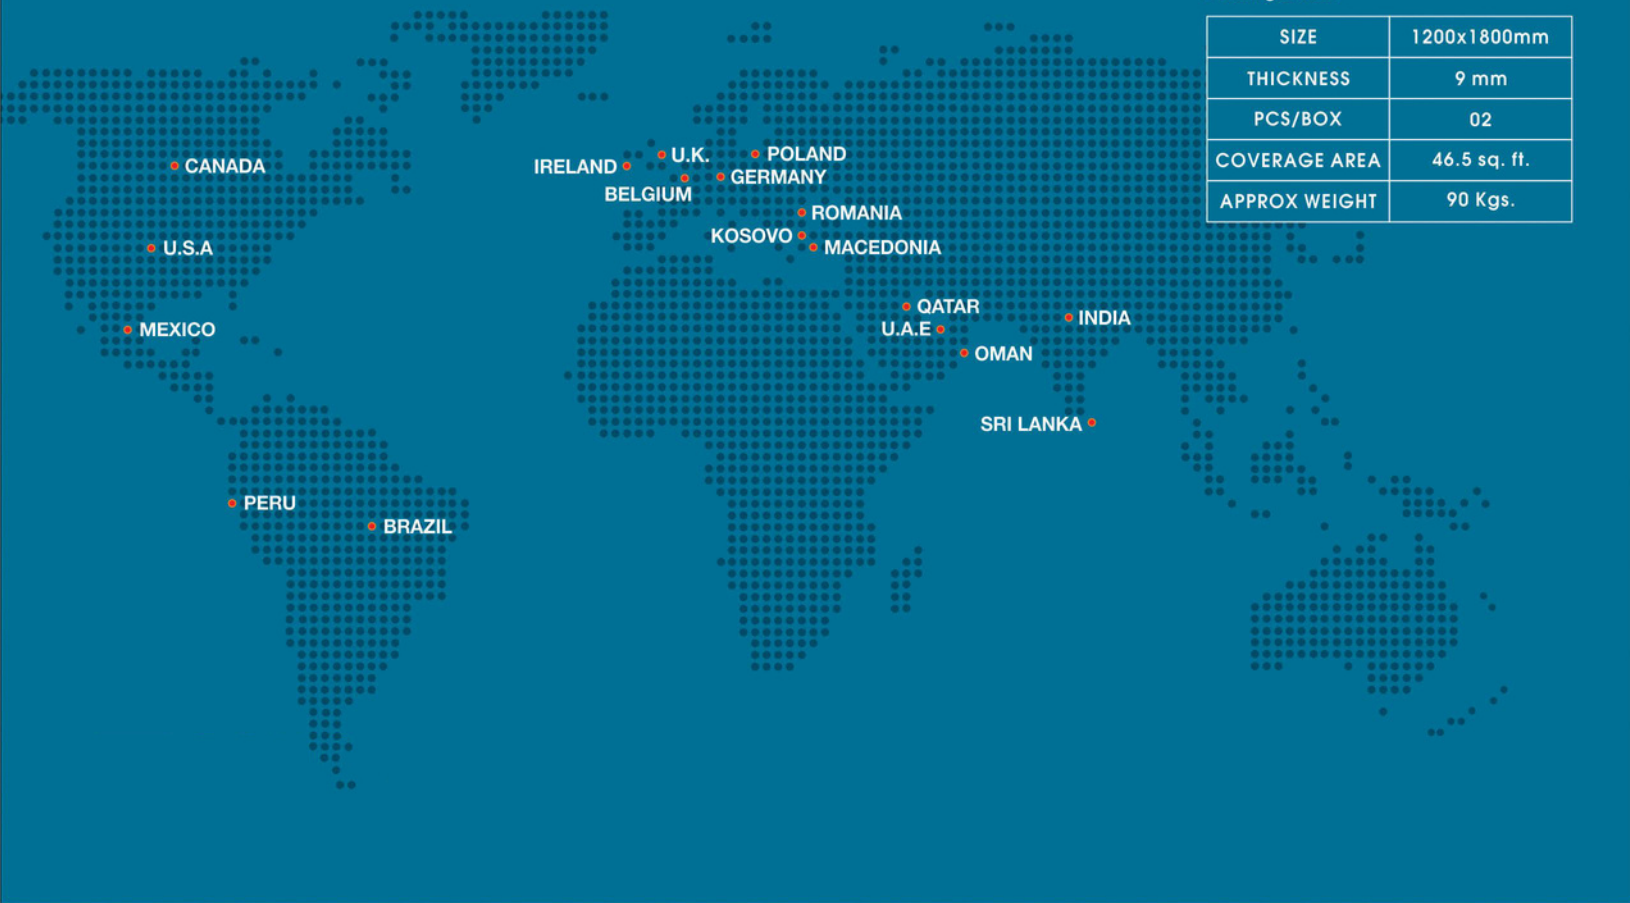 SIZE 1200x1800mm
THICKNESS 9 mm
PCS/BOX 02
COVERAGE AREA 46.5 sq. ft.
APPROX WEIGHT 90 Kgs.
CANADA
U.S.A
MEXICO
PERU
BRAZIL
IRELAND
U.K.
POLAND
BELGIUM
GERMANY
ROMANIA
KOSOVO
MACEDONIA
QATAR
U.A.E
OMAN
INDIA
SRI LANKA